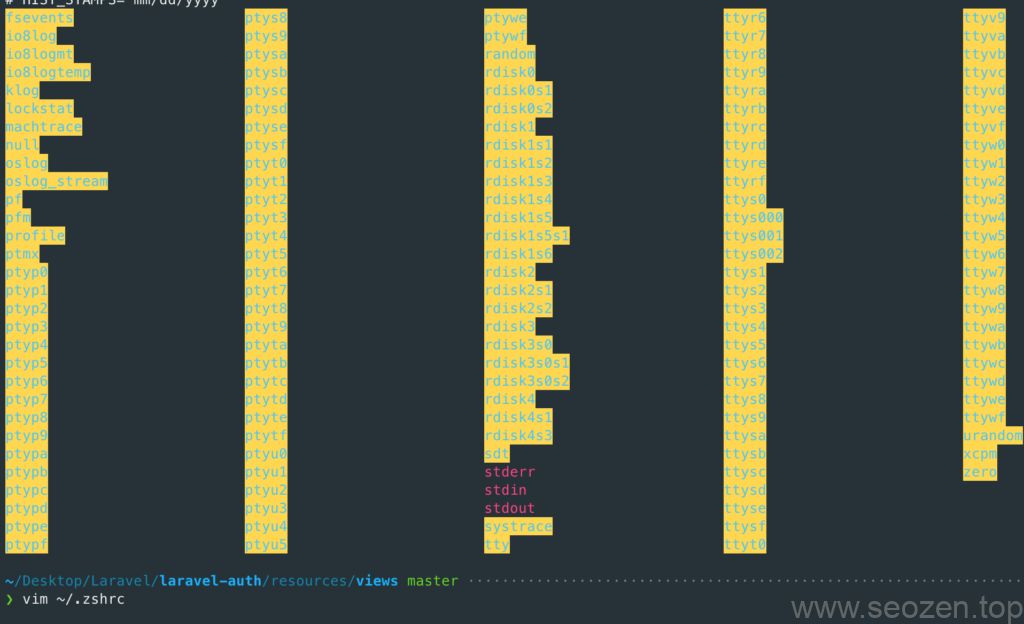 # HIST_STAMPS="mm/dd/yyyy"
fsevents ptys8 ptywe ttyr6 ttyv9
io8log ptys9 ptywf ttyr7 ttyva
io8logmt ptysa random ttyr8 ttyvb
io8logtemp ptysb rdisk0 ttyr9 ttyvc
klog ptysc rdisk0s1 ttyra ttyvd
lockstat ptysd rdisk0s2 ttyrb ttyve
machtrace ptyse rdisk1 ttyrc ttyvf
null ptysf rdisk1s1 ttyrd ttyw0
oslog ptyt0 rdisk1s2 ttyre ttyw1
oslog_stream ptyt1 rdisk1s3 ttyrf ttyw2
pf ptyt2 rdisk1s4 ttys0 ttyw3
pfm ptyt3 rdisk1s5 ttys000 ttyw4
profile ptyt4 rdisk1s5s1 ttys001 ttyw5
ptmx ptyt5 rdisk1s6 ttys002 ttyw6
ptyp0 ptyt6 rdisk2 ttys1 ttyw7
ptyp1 ptyt7 rdisk2s1 ttys2 ttyw8
ptyp2 ptyt8 rdisk2s2 ttys3 ttyw9
ptyp3 ptyt9 rdisk3 ttys4 ttywa
ptyp4 ptyta rdisk3s0 ttys5 ttywb
ptyp5 ptytb rdisk3s0s1 ttys6 ttywc
ptyp6 ptytc rdisk3s0s2 ttys7 ttywd
ptyp7 ptytd rdisk4 ttys8 ttywe
ptyp8 ptyte rdisk4s1 ttys9 ttywf
ptyp9 ptytf rdisk4s3 ttysa urandom
ptypa ptyu0 sdt ttysb xcpm
ptypb ptyu1 stderr ttysc zero
ptypc ptyu2 stdin ttysd
ptypd ptyu3 stdout ttyse
ptype ptyu4 systrace ttysf
ptypf ptyu5 tty ttyt0
~/Desktop/Laravel/laravel-auth/resources/views master
❯ vim ~/.zshrc
www.seozen.top